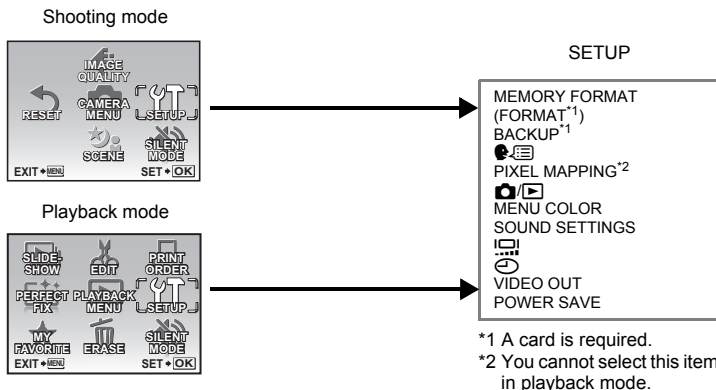 Shooting mode
IMAGE
QUALITY
RESET
CAMERA
MENU
SETUP
SCENE
SILENT
MODE
EXIT MENU
SET OK
Playback mode
SLIDE-
SHOW
EDIT
PRINT
ORDER
PERFECT
FIX
PLAYBACK
MENU
SETUP
MY
FAVORITE
ERASE
SILENT
MODE
EXIT MENU
SET OK
SETUP
MEMORY FORMAT
(FORMAT*1)
BACKUP*1
PIXEL MAPPING*2
/
MENU COLOR
SOUND SETTINGS
VIDEO OUT
POWER SAVE
*1 A card is required.
*2 You cannot select this item
in playback mode.